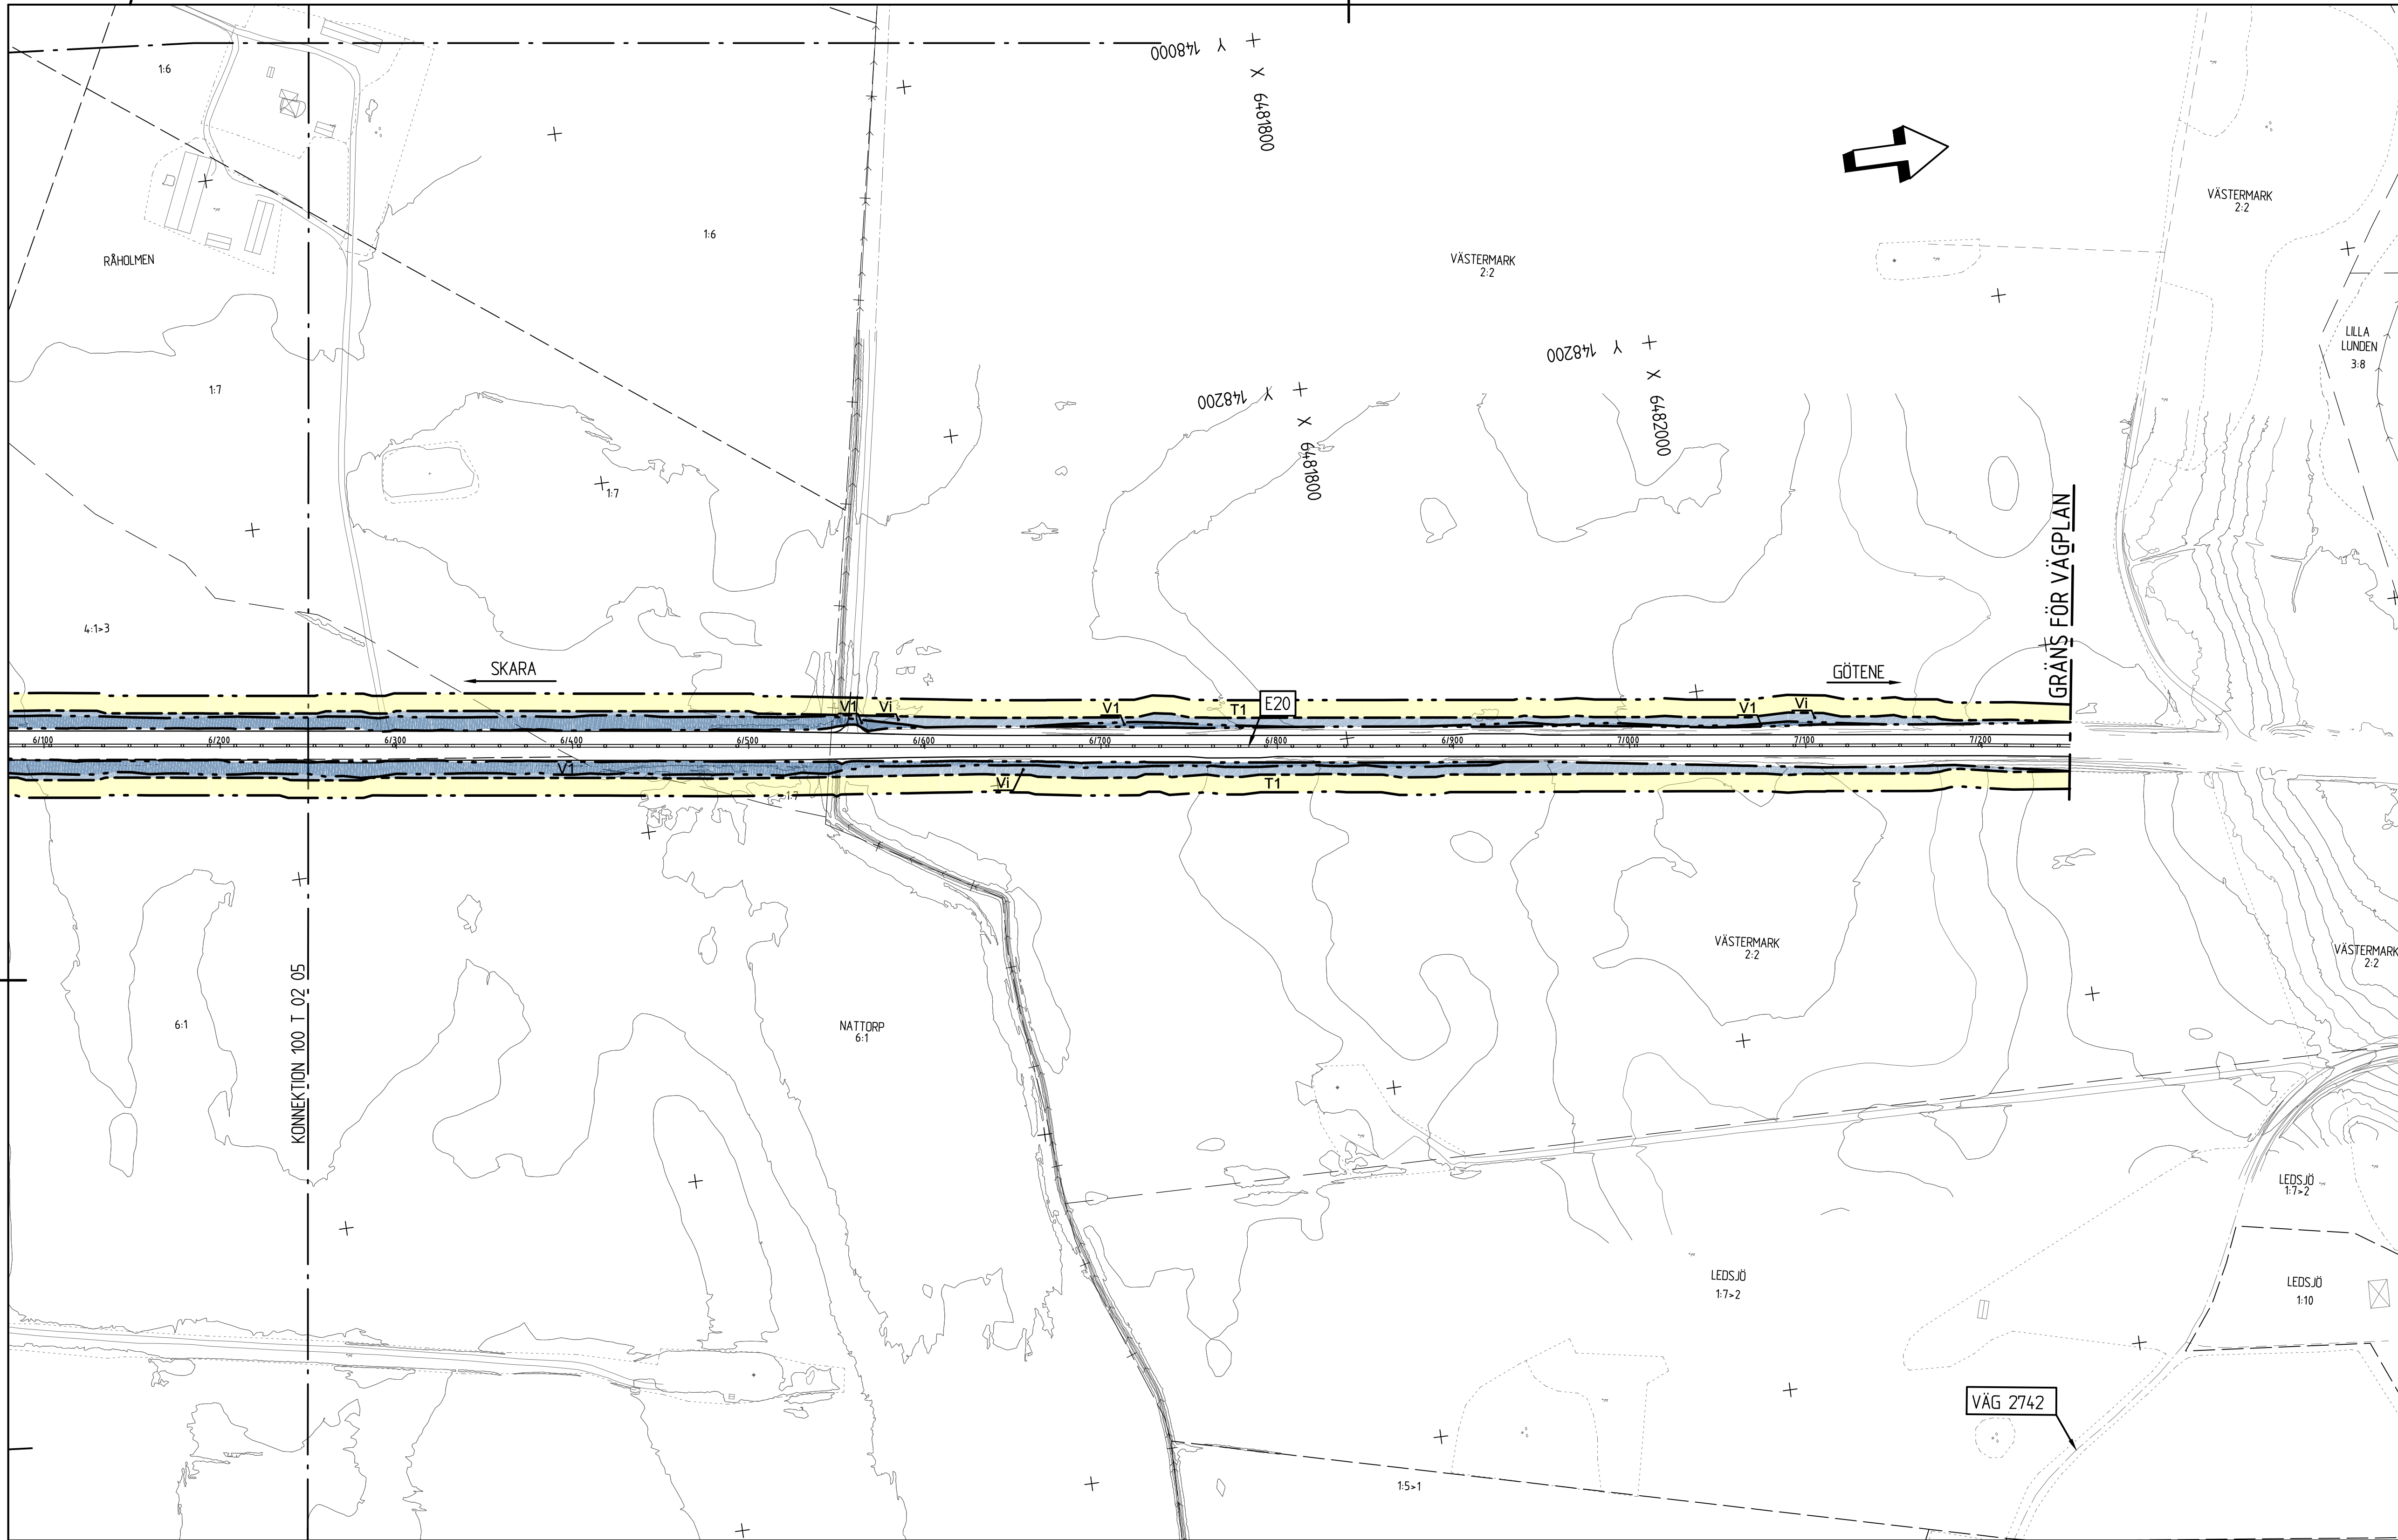 Y 148000
X 6481800
1:6
VÄSTERMARK
2:2
1:6
RÅHOLMEN
VÄSTERMARK
2:2
LILLA
LUNDEN
3:8
Y 148200
X 6482000
1:7
Y 148200
X 6481800
1:7
GRÄNS FÖR VÄGPLAN
4:1>3
SKARA
GÖTENE
V1
Vi
V1
T1
E20
V1
Vi
6/100
6/200
6/300
6/400
6/500
6/600
6/700
6/800
6/900
7/000
7/100
7/200
V1
Vi
T1
1:7
KONNEKTION 100 T 02 05
VÄSTERMARK
2:2
VÄSTERMARK
2:2
6:1
NATTORP
6:1
LEDSJÖ
1:7>2
LEDSJÖ
1:7>2
LEDSJÖ
1:10
VÄG 2742
1:5>1